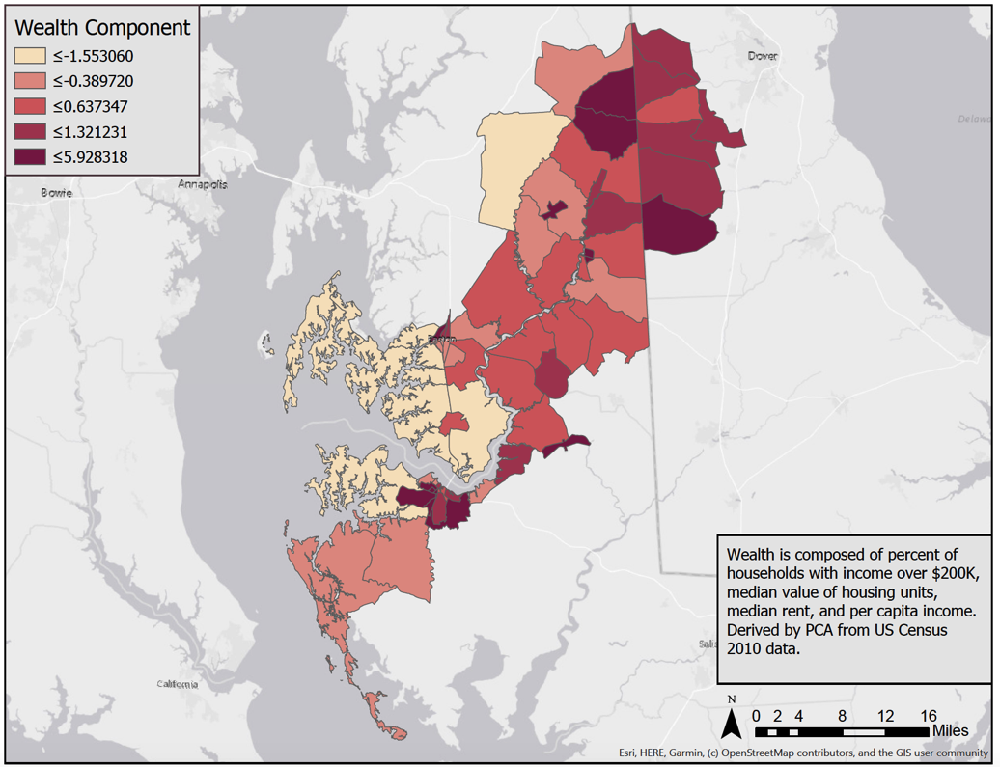 Wealth Component
≤-1.553060
≤-0.389720
≤0.637347
≤1.321231
≤5.928318
Dover
Annapolis
Bowie
Easton
California
Wealth is composed of percent of
households with income over $200K,
median value of housing units,
median rent, and per capita income.
Derived by PCA from US Census
2010 data.
N
0 2 4 8 12 16
Miles
Esri, HERE, Garmin, (c) OpenStreetMap contributors, and the GIS user community